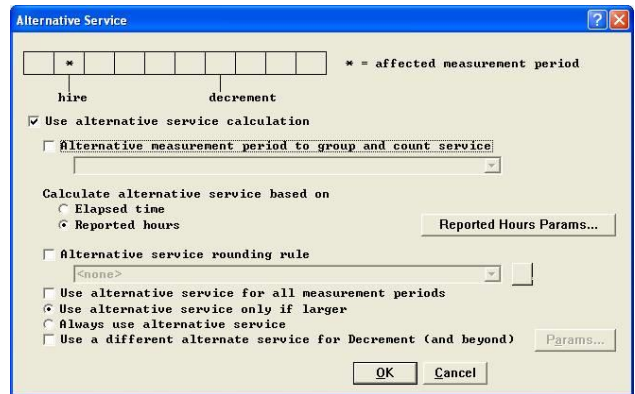 Alternative Service
* = affected measurement period
*
hire decrement
Use alternative service calculation
Alternative measurement period to group and count service
Calculate alternative service based on
Elapsed time
Reported hours
Reported Hours Params...
Alternative service rounding rule
<none>
Use alternative service for all measurement periods
Use alternative service only if larger
Always use alternative service
Use a different alternate service for Decrement (and beyond)
Params...
OK Cancel